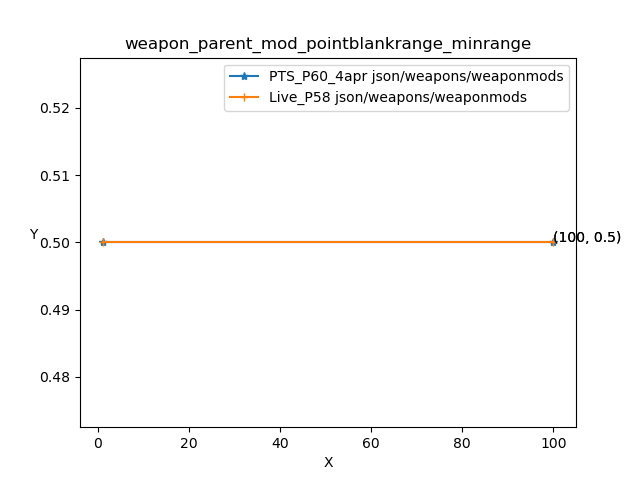 weapon_parent_mod_pointblankrange_minrange
PTS_P60_4apr json/weapons/weaponmods
Live_P58 json/weapons/weaponmods
0.52
0.51
0.50
0.49
0.48
Y
(100, 0.5)
0 20 40 60 80 100
X